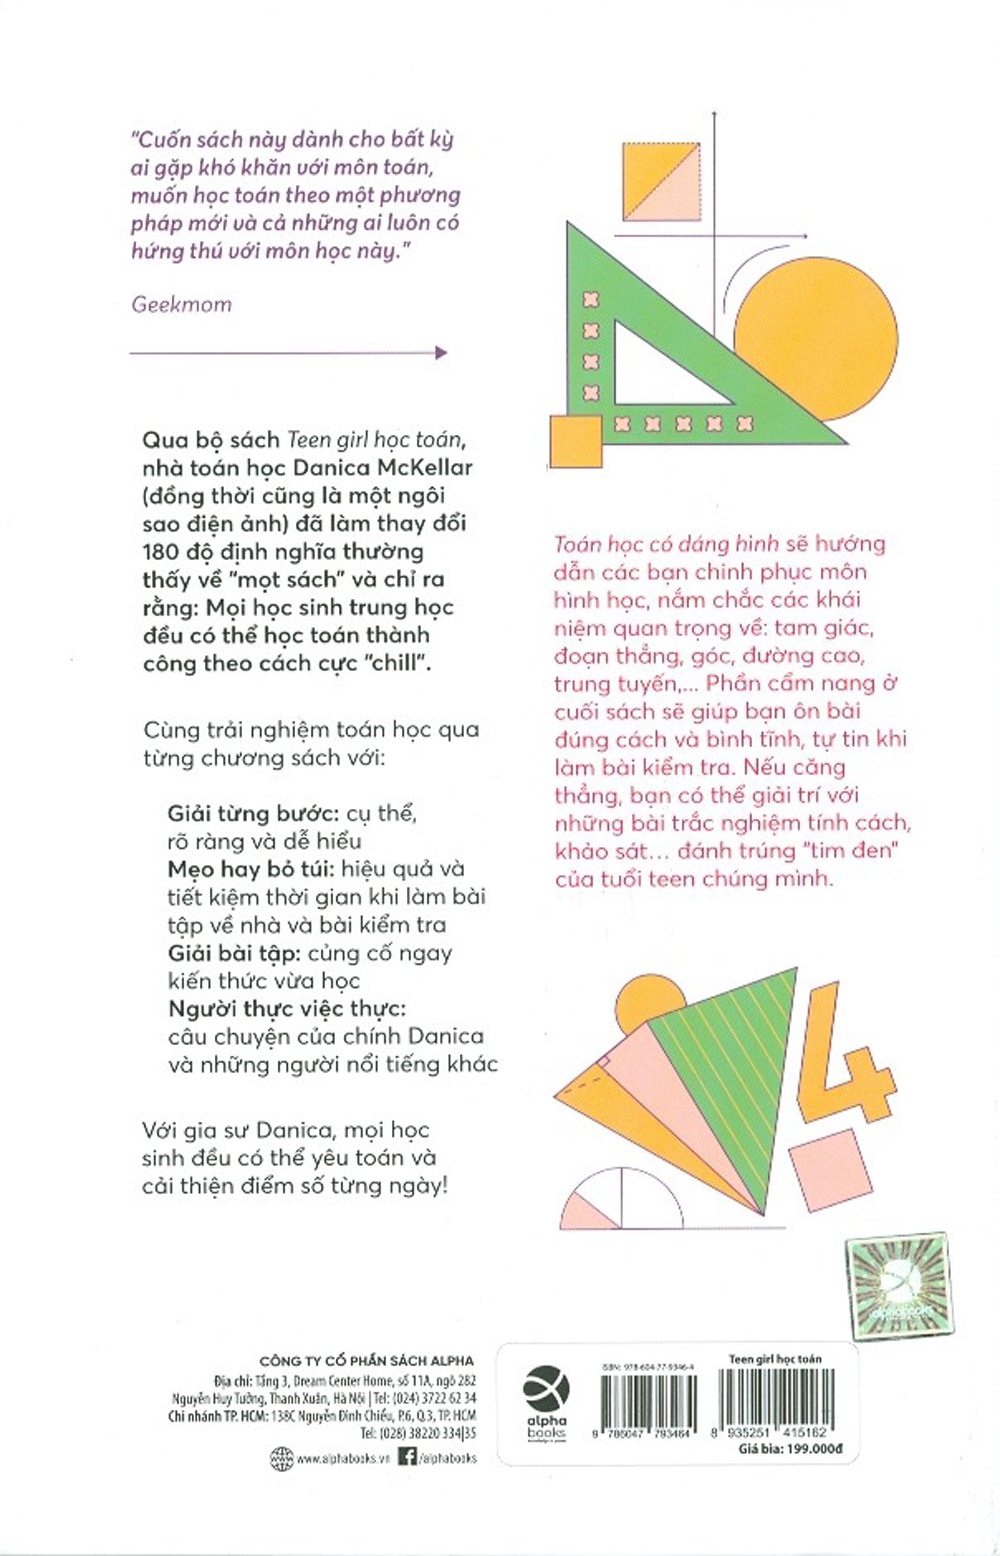 "Cuốn sách này dành cho bất kỳ
ai gặp khó khăn với môn toán,
muốn học toán theo một phương
pháp mới và cả những ai luôn có
hứng thú với môn học này."
Geekmom
Qua bộ sách Teen girl học toán,
nhà toán học Danica McKellar
(đồng thời cũng là một ngôi
sao điện ảnh) đã làm thay đổi
180 độ định nghĩa thường
thấy về "mọt sách" và chỉ ra
rằng: Mọi học sinh trung học
đều có thể học toán thành
công theo cách cực "chill".
Cùng trải nghiệm toán học qua
từng chương sách với:
Giải từng bước: cụ thể,
rõ ràng và dễ hiểu
Mẹo hay bỏ túi: hiệu quả và
tiết kiệm thời gian khi làm bài
tập về nhà và bài kiểm tra
Giải bài tập: củng cố ngay
kiến thức vừa học
Người thực việc thực:
câu chuyện của chính Danica
và những người nổi tiếng khác
Với gia sư Danica, mọi học
sinh đều có thể yêu toán và
cải thiện điểm số từng ngày!
Toán học có dáng hình sẽ hướng
dẫn các bạn chinh phục môn
hình học, nắm chắc các khái
niệm quan trọng về: tam giác,
đoạn thẳng, góc, đường cao,
trung tuyến,... Phần cẩm nang ở
cuối sách sẽ giúp bạn ôn bài
đúng cách và bình tĩnh, tự tin khi
làm bài kiểm tra. Nếu căng
thẳng, bạn có thể giải trí với
những bài trắc nghiệm tính cách,
khảo sát... đánh trúng "tim đen"
của tuổi teen chúng mình.
4
alphabooks
CÔNG TY CỔ PHẦN SÁCH ALPHA
Địa chỉ: Tầng 3, Dream Center Home, số 11A, ngõ 282
Nguyễn Huy Tưởng, Thanh Xuân, Hà Nội | Tel: (024) 3722 62 34
Chi nhánh TP. HCM: 138C Nguyễn Đình Chiểu, P.6, Q.3, TP. HCM
Tel: (028) 38220 334|35
www.alphabooks.vn f /alphabooks
alpha
books
knowledge is power
ISBN: 978-604-77-9346-4
9 786047 793464
Teen girl học toán
8 935251 415162
Giá bìa: 199.000đ